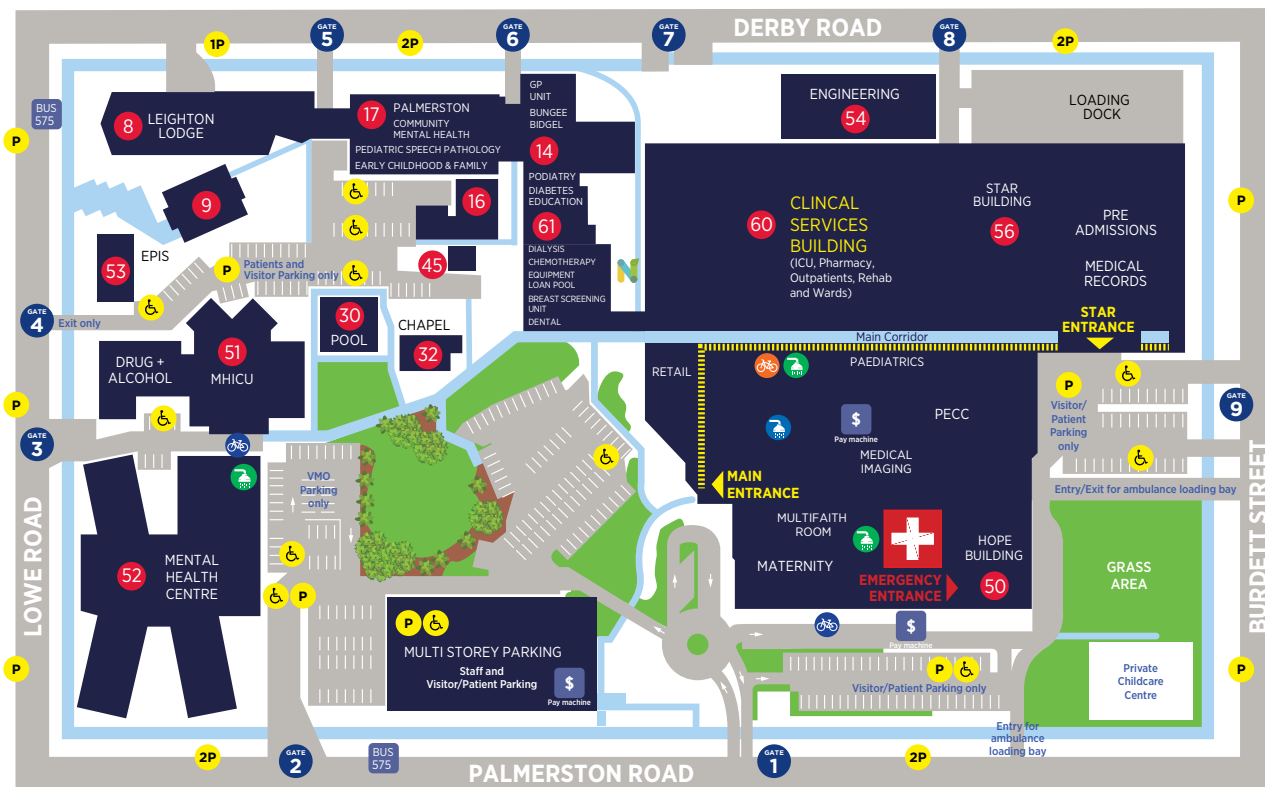 DERBY ROAD
1P
GATE
5
2P
GATE
6
GATE
7
GATE
8
2P
BUS
575
P
8
LEIGHTON
LODGE
17
PALMERSTON
COMMUNITY
MENTAL HEALTH
PEDIATRIC SPEECH PATHOLOGY
EARLY CHILDHOOD & FAMILY
GP
UNIT
BUNGEE
BIDGEL
14
PODIATRY
DIABETES
EDUCATION
61
DIALYSIS
CHEMOTHERAPY
EQUIPMENT
LOAN POOL
BREAST SCREENING
UNIT
DENTAL
N
ENGINEERING
54
LOADING
DOCK
9
16
45
53
EPIS
P
Patients and
Visitor Parking only
60
CLINCAL
SERVICES
BUILDING
(ICU, Pharmacy,
Outpatients, Rehab
and Wards)
STAR
BUILDING
56
PRE
ADMISSIONS
MEDICAL
RECORDS
STAR
ENTRANCE
P
GATE
4
Exit only
30
POOL
CHAPEL
32
51
MHICU
DRUG +
ALCOHOL
Main Corridor
RETAIL
PAEDIATRICS
PECC
$
Pay machine
MEDICAL
IMAGING
MAIN
ENTRANCE
MULTIFAITH
ROOM
MATERNITY
HOPE
BUILDING
50
EMERGENCY
ENTRANCE
P
Visitor/
Patient
Parking
only
GATE
9
Entry/Exit for ambulance loading bay
P
GATE
3
VMO
Parking
only
52
MENTAL
HEALTH
CENTRE
P
GRASS
AREA
LOWE ROAD
BURDETT STREET
P
MULTI STOREY PARKING
Staff and
Visitor/Patient Parking
$
Pay machine
$
Pay machine
P
Visitor/Patient Parking only
Private
Childcare
Centre
P
P
Entry for
ambulance
loading bay
2P
GATE
2
BUS
575
PALMERSTON ROAD
GATE
1
2P